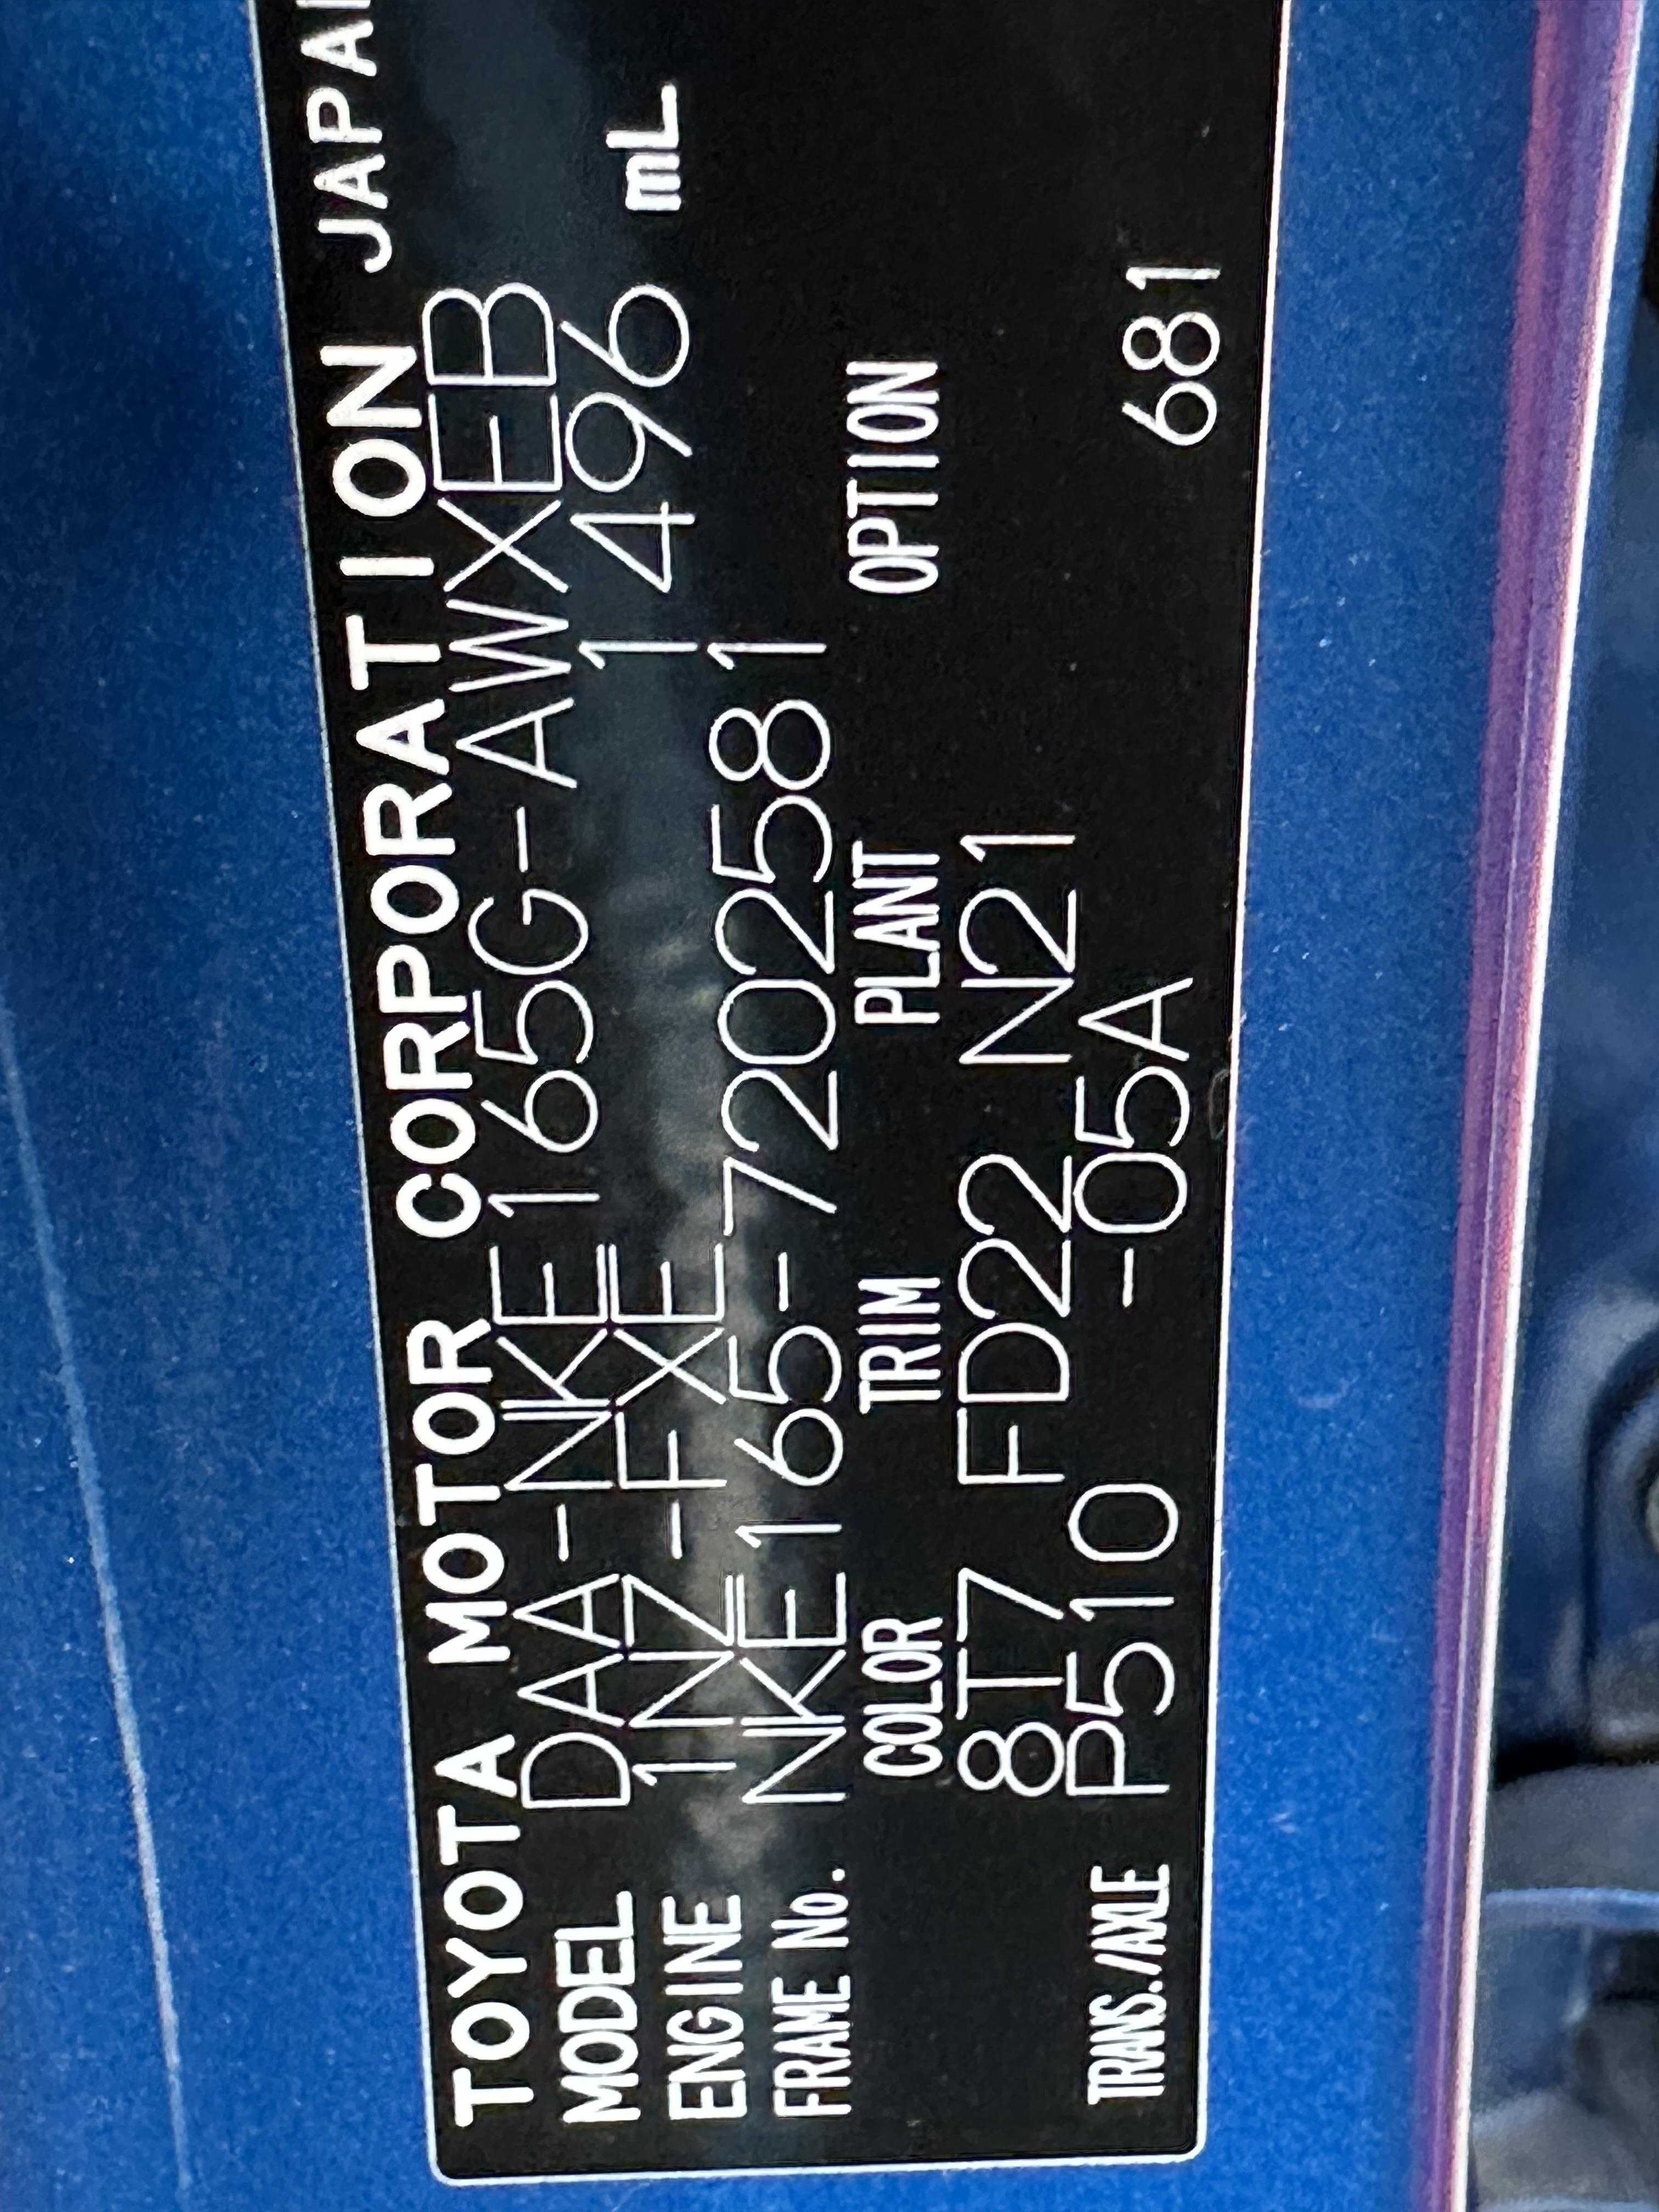 TOYOTA MOTOR CORPORATION JAPAN
MODEL DAA-NKE165G-AWXEB
ENGINE 1NZ-FXE 1496 mL
FRAME No. NKE165-7202581
COLOR TRIM PLANT OPTION
8T7 FD22 N21
TRANS./AXLE P510 -05A 681